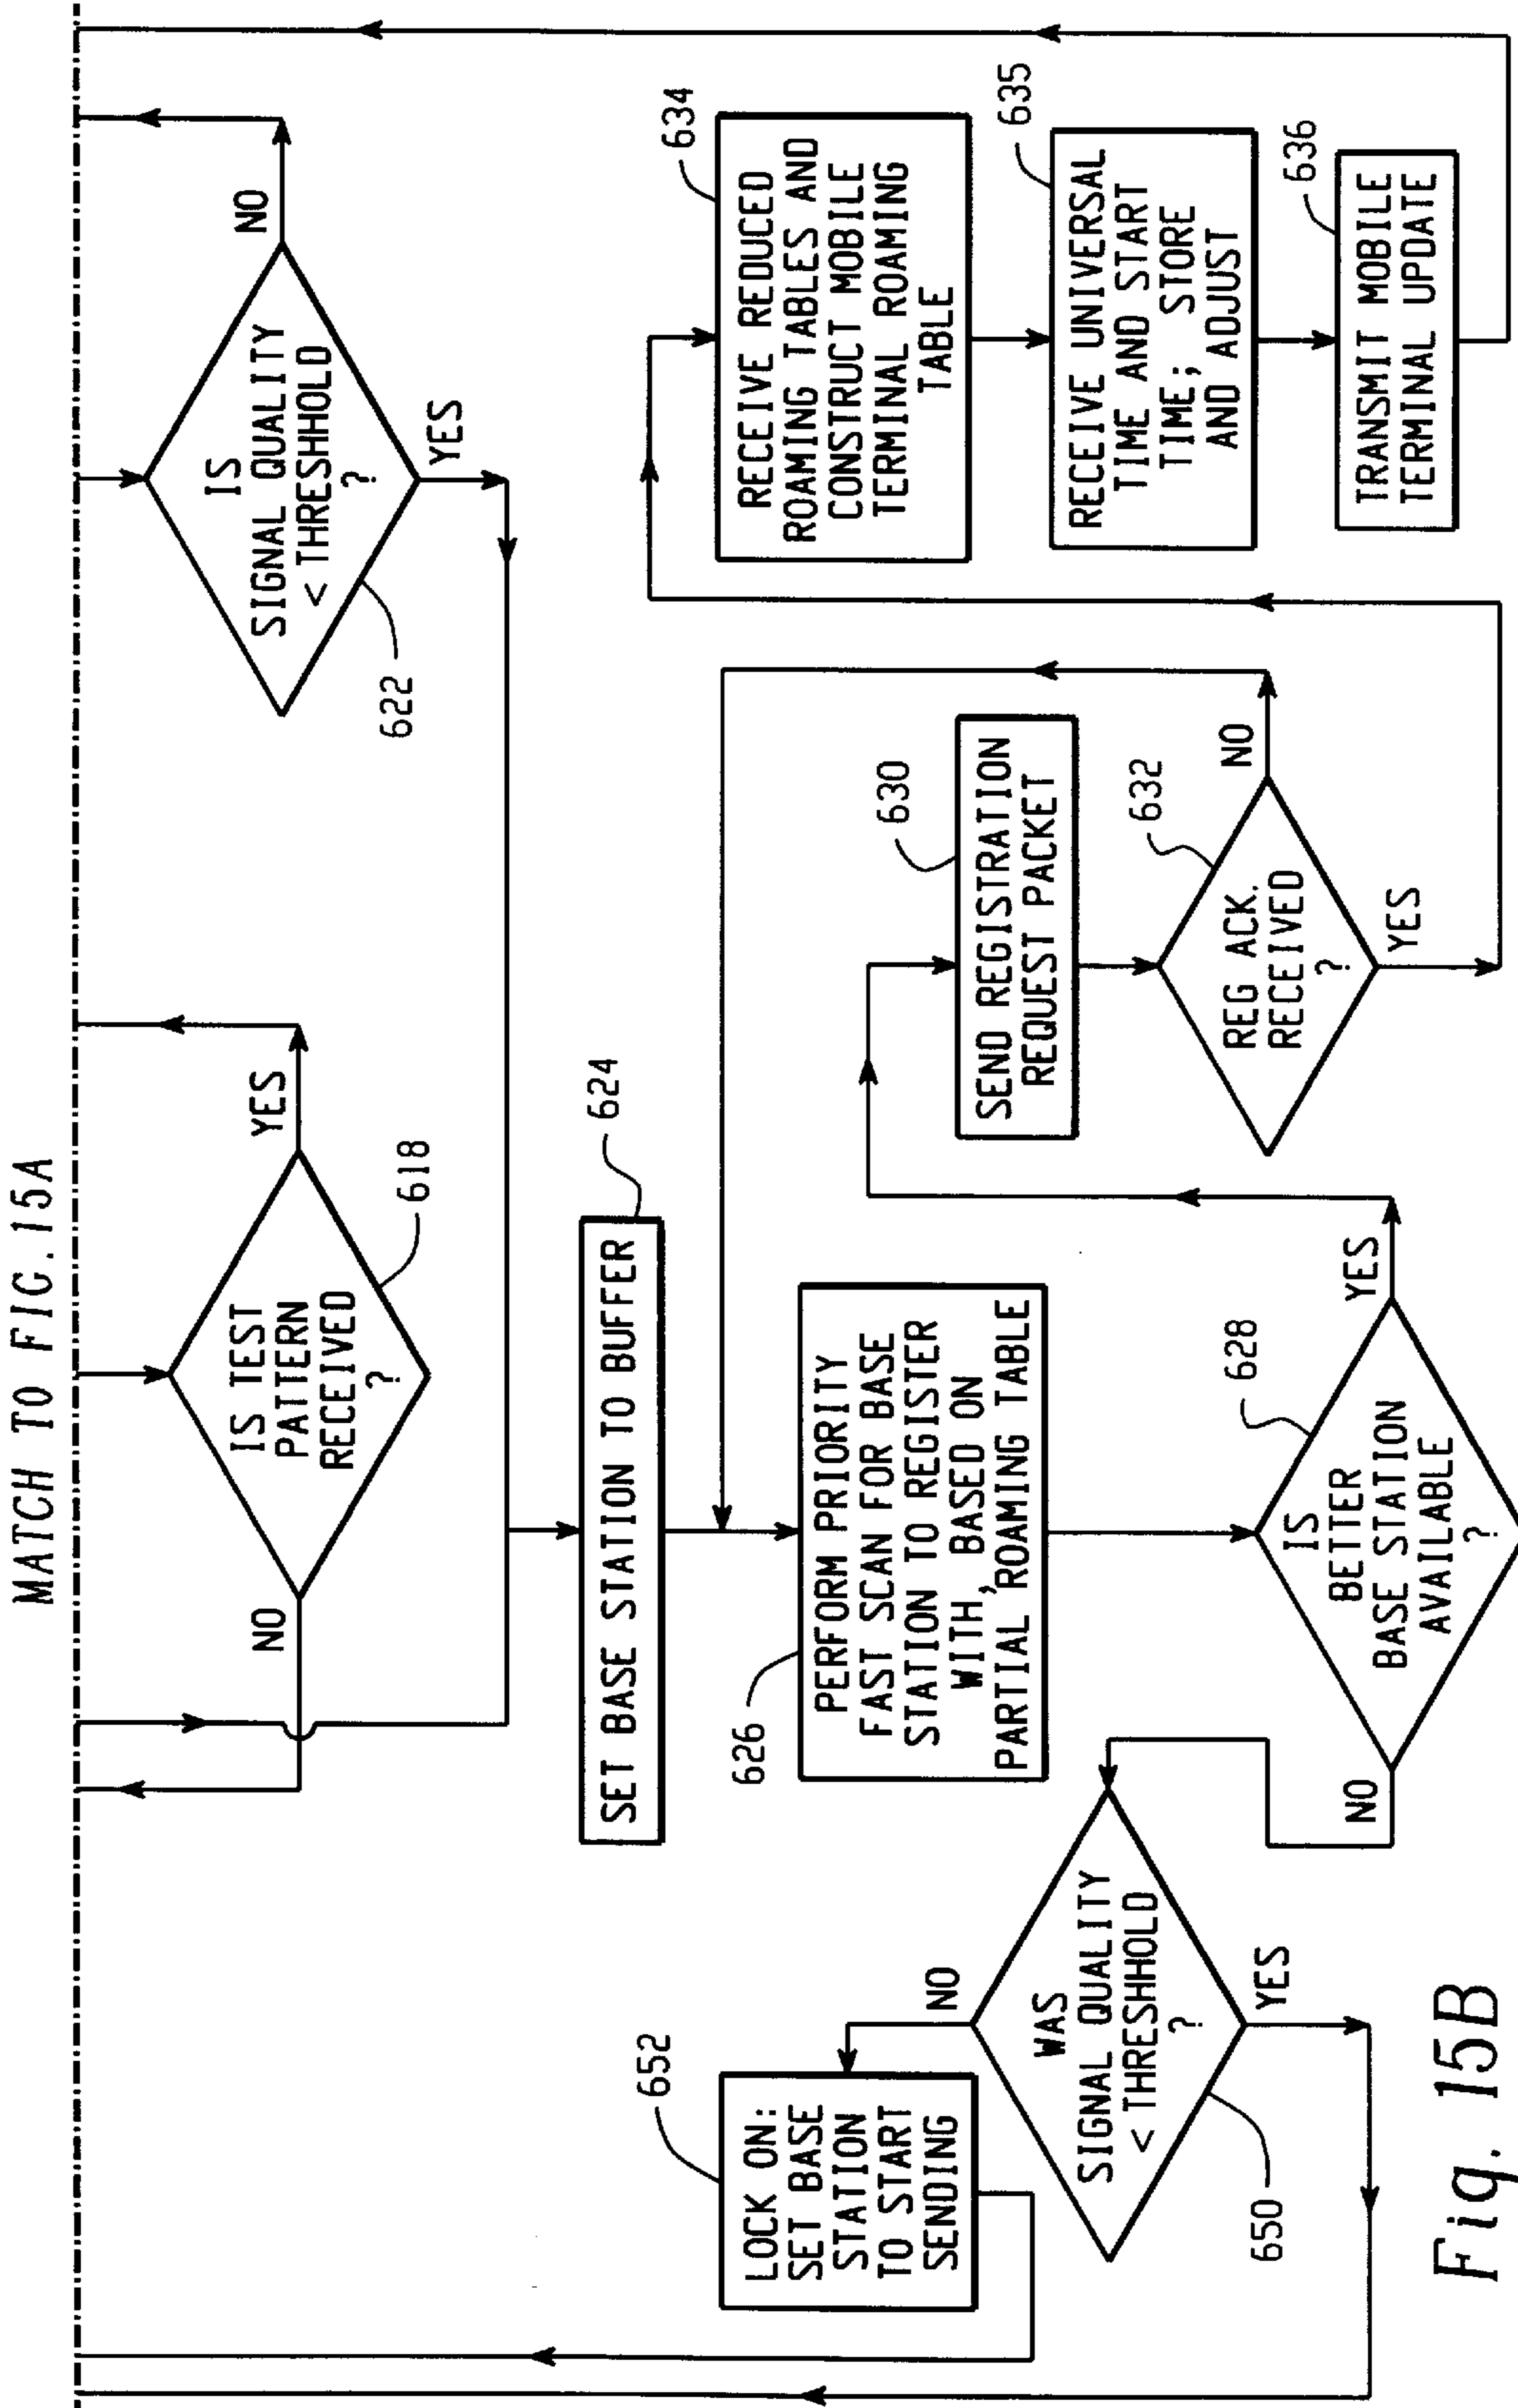 MATCH TO FIG.15A
IS TEST
PATTERN
RECEIVED
?
618
NO
YES
IS
SIGNAL QUALITY
< THRESHHOLD
?
622
NO
YES
624
SET BASE STATION TO BUFFER
626
PERFORM PRIORITY
FAST SCAN FOR BASE
STATION TO REGISTER
WITH, BASED ON
PARTIAL ROAMING TABLE
628
IS
BETTER
BASE STATION
AVAILABLE
?
NO
YES
652
LOCK ON:
SET BASE
STATION
TO START
SENDING
NO
WAS
SIGNAL QUALITY
< THRESHHOLD
?
650
YES
630
SEND REGISTRATION
REQUEST PACKET
632
REG ACK.
RECEIVED
?
NO
YES
634
RECEIVE REDUCED
ROAMING TABLES AND
CONSTRUCT MOBILE
TERMINAL ROAMING
TABLE
635
RECEIVE UNIVERSAL
TIME AND START
TIME; STORE
AND ADJUST
636
TRANSMIT MOBILE
TERMINAL UPDATE
Fig. 15B